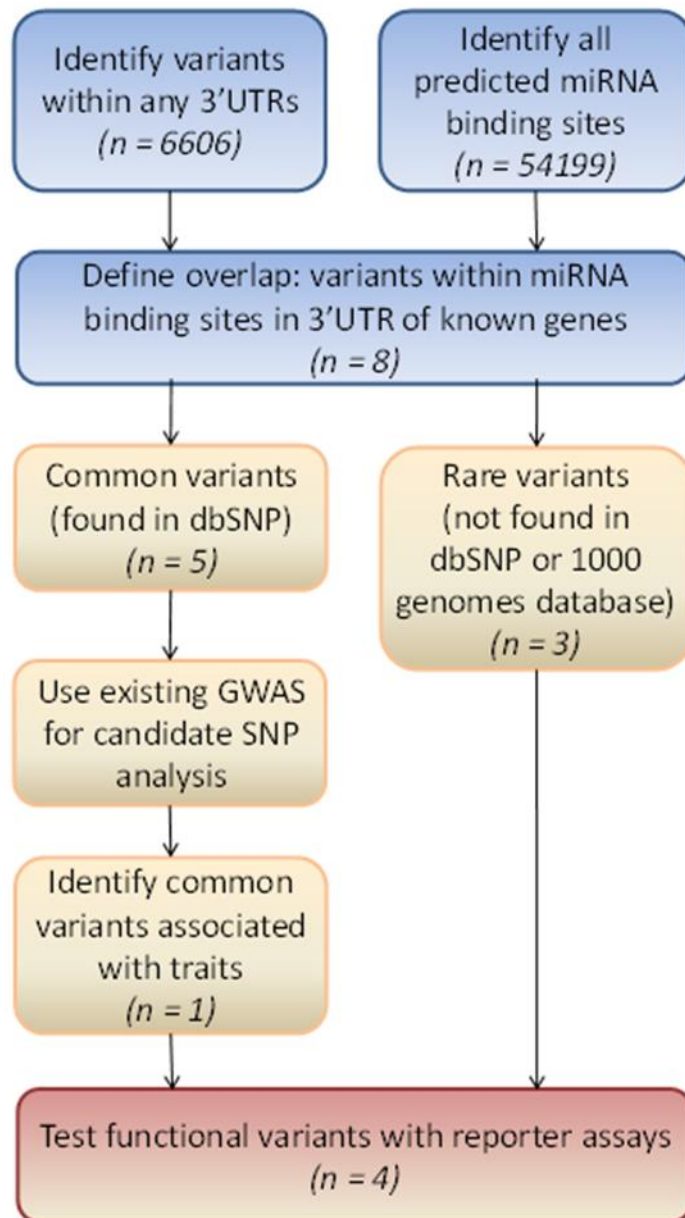 Identify variants
within any 3’UTRs
(n = 6606)
Identify all
predicted miRNA
binding sites
(n = 54199)
Define overlap: variants within miRNA
binding sites in 3’UTR of known genes
(n = 8)
Common variants
(found in dbSNP)
(n = 5)
Rare variants
(not found in
dbSNP or 1000
genomes database)
(n = 3)
Use existing GWAS
for candidate SNP
analysis
Identify common
variants associated
with traits
(n = 1)
Test functional variants with reporter assays
(n = 4)